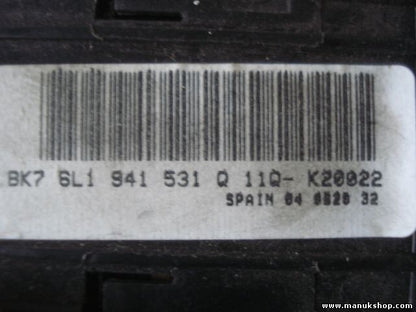 BK7 6L1 941 531 Q 11Q- K20022
SPAIN 04 0820 32
www.manukshop.com